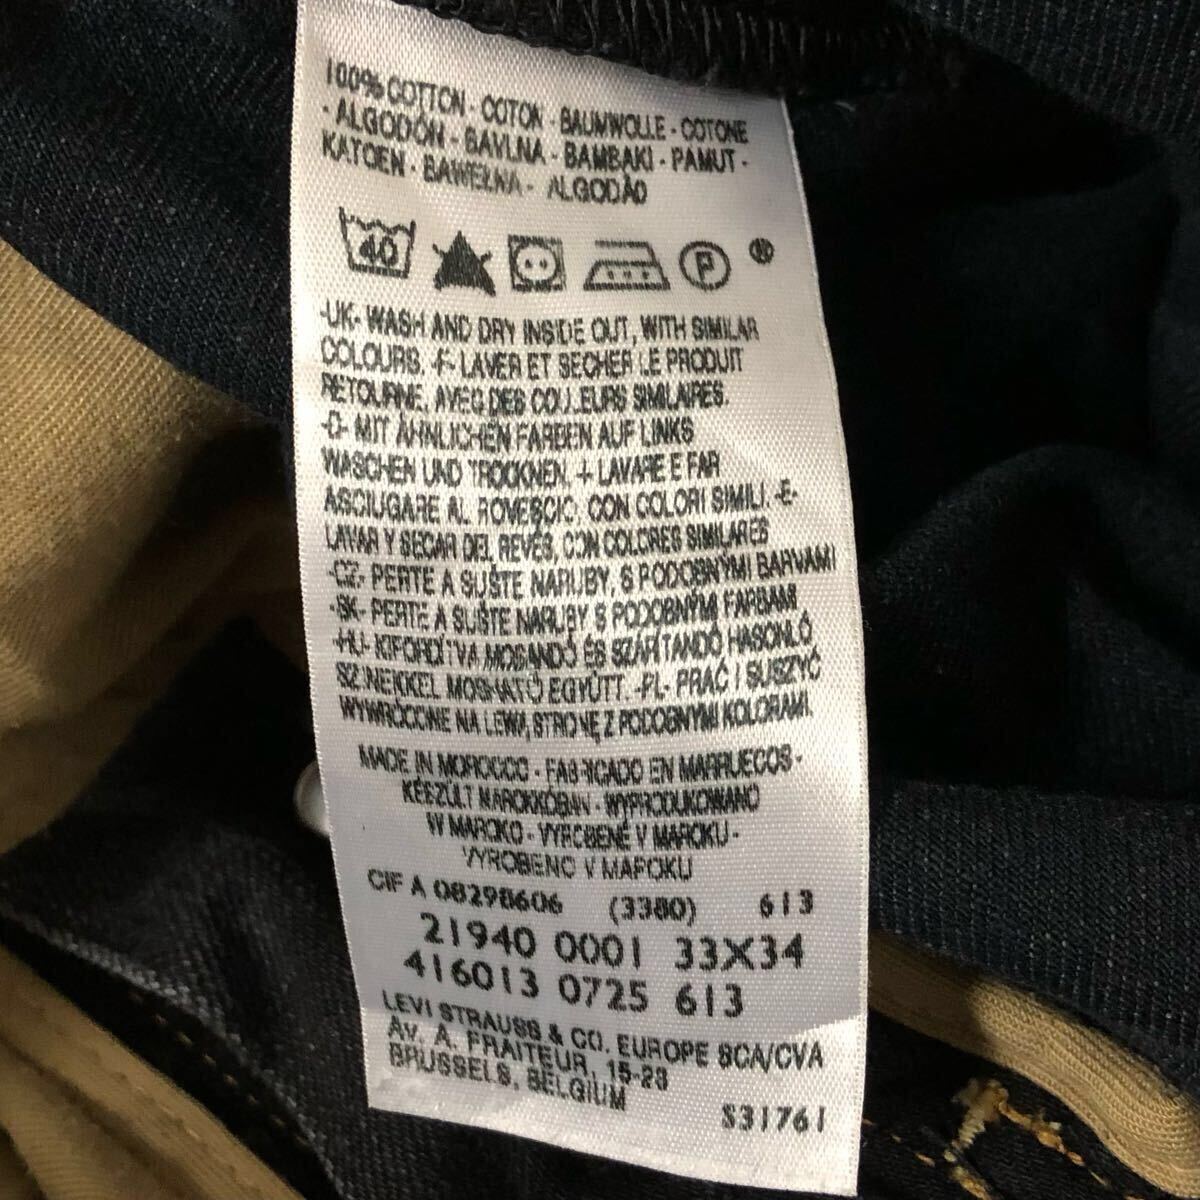 100% COTTON - COTON - BAUMWOLLE - COTONE
- ALGODÓN - BAVLNA - BAMBAKI - PAMUT -
KATOEN - BAWEŁNA - ALGODÃO
40 P ®
-UK- WASH AND DRY INSIDE OUT, WITH SIMILAR
COLOURS. -F- LAVER ET SECHER LE PRODUIT
RETOURNE, AVEC DES COULEURS SIMILAIRES.
-D- MIT ÄHNLICHEN FARBEN AUF LINKS
WASCHEN UND TROCKNEN. -I- LAVARE E FAR
ASCIUGARE AL ROVESCIO, CON COLORI SIMILI. -E-
LAVAR Y SECAR DEL REVÉS, CON COLORES SIMILARES
-CZ- PERTE A SUŠTE NARUBY, S PODOBNÝMI BARVAMI
-SK- PERTE A SUŠTE NARUBY S PODOBNÝMI FARBAMI
-HU- KIFORDÍTVA MOSANDÓ ÉS SZÁRÍTANDÓ HASONLÓ
SZÍNEKKEL MOSHATÓ EGYÜTT. -PL- PRAĆ I SUSZYĆ
WYWRÓCONE NA LEWĄ STRONĘ Z PODOBNYMI KOLORAMI.
MADE IN MOROCCO - FABRICADO EN MARRUECOS -
KÉSZÜLT MAROKKÓBAN - WYPRODUKOWANO
W MAROKO - VYROBENÉ V MAROKU -
VYROBENO V MAROKU
CIF A 08298606 (3380) 613
21940 0001 33X34
416013 0725 613
LEVI STRAUSS & CO. EUROPE SCA/CVA
AV. A. FRAITEUR, 15-23
BRUSSELS, BELGIUM
S31761